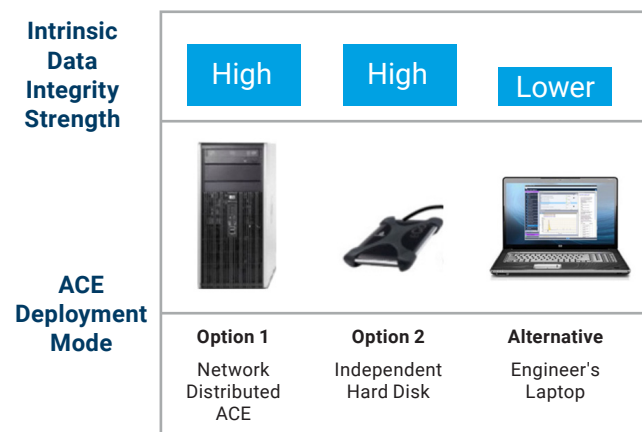 Intrinsic
Data
Integrity
Strength
High
High
Lower
ACE
Deployment
Mode
Option 1
Network
Distributed
ACE
Option 2
Independent
Hard Disk
Alternative
Engineer's
Laptop